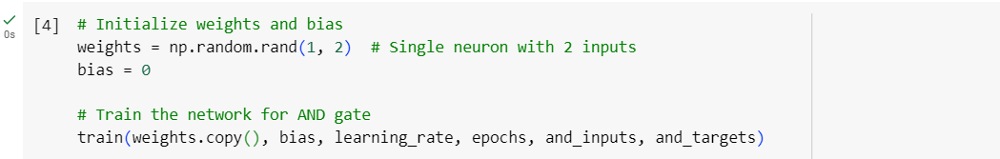 [4] # Initialize weights and bias
weights = np.random.rand(1, 2)  # Single neuron with 2 inputs
bias = 0
0s
# Train the network for AND gate
train(weights.copy(), bias, learning_rate, epochs, and_inputs, and_targets)